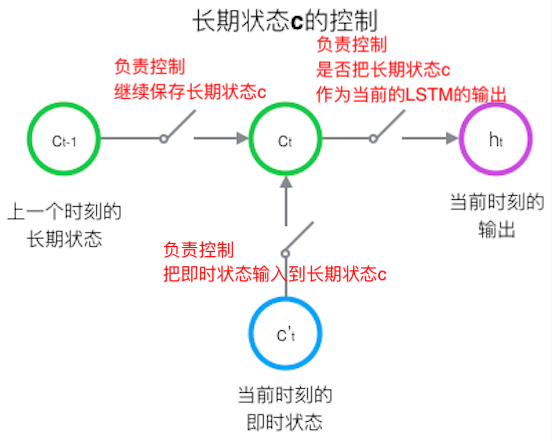 长期状态c的控制
负责控制
继续保存长期状态c
负责控制
是否把长期状态c
作为当前的LSTM的输出
Ct-1
Ct
ht
上一个时刻的
长期状态
当前时刻的
输出
负责控制
把即时状态输入到长期状态c
C't
当前时刻的
即时状态